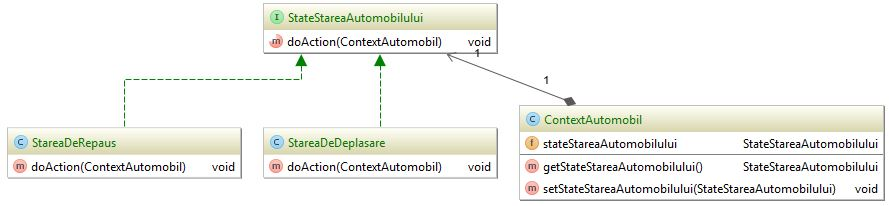 I StateStareaAutomobilului
m doAction(ContextAutomobil) void
1
1
C ContextAutomobil
f stateStareaAutomobilului StateStareaAutomobilului
m getStateStareaAutomobilului() StateStareaAutomobilului
m setStateStareaAutomobilului(StateStareaAutomobilului) void
C StareaDeRepaus
m doAction(ContextAutomobil) void
C StareaDeDeplasare
m doAction(ContextAutomobil) void